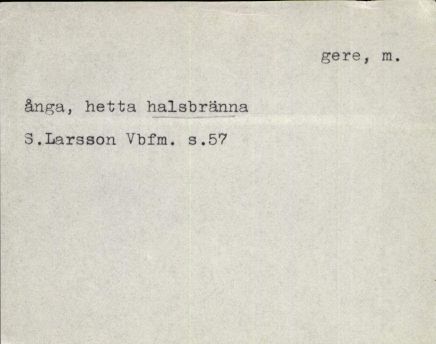 gere, m.
ånga, hetta halsbränna
S.Larsson Vbfm. s.57